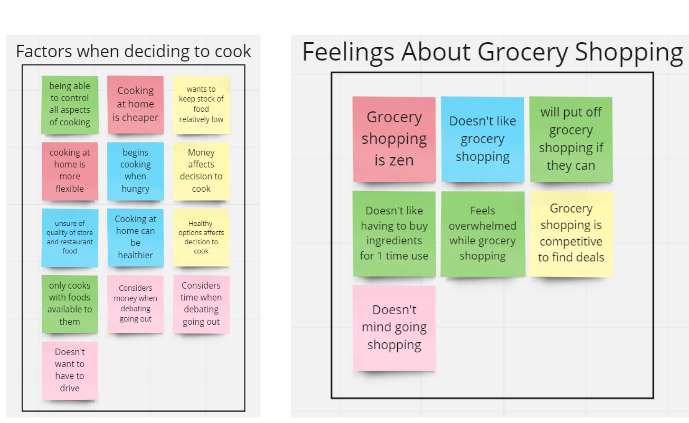 Factors when deciding to cook
being able
to control
all aspects
of cooking
Cooking
at home
is cheaper
wants to
keep stock of
food
relatively low
cooking at
home is
more
flexible
begins
cooking
when
hungry
Money
affects
decision to
cook
unsure of
quality of store
and restaurant
food
Cooking at
home can
be
healthier
Healthy
options affects
decision to
cook
only cooks
with foods
available to
them
Considers
money when
debating
going out
Considers
time when
debating
going out
Doesn't
want to
have to
drive
Feelings About Grocery Shopping
Grocery
shopping
is zen
Doesn't like
grocery
shopping
will put off
grocery
shopping if
they can
Doesn't like
having to buy
ingredients
for 1 time use
Feels
overwhelmed
while grocery
shopping
Grocery
shopping is
competitive
to find deals
Doesn't
mind going
shopping